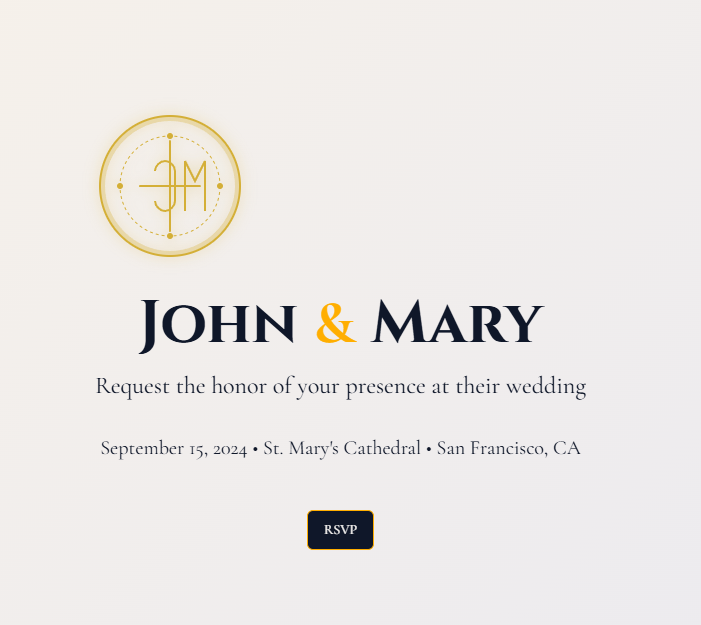 JM
John & Mary
Request the honor of your presence at their wedding
September 15, 2024 • St. Mary's Cathedral • San Francisco, CA
RSVP